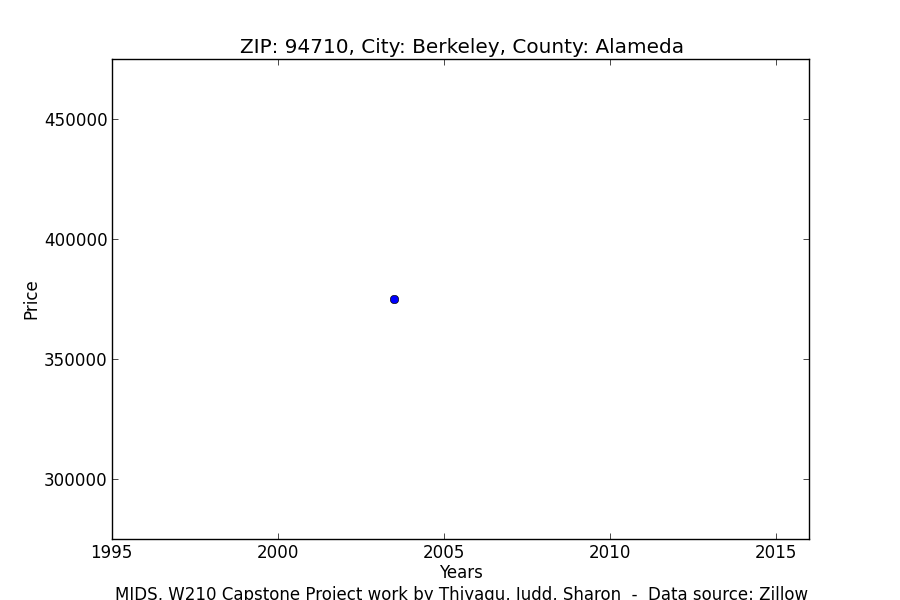 ZIP: 94710, City: Berkeley, County: Alameda
450000
400000
350000
300000
Price
1995 2000 2005 2010 2015
Years
MIDS, W210 Capstone Project work by Thiyagu, Judd, Sharon - Data source: Zillow